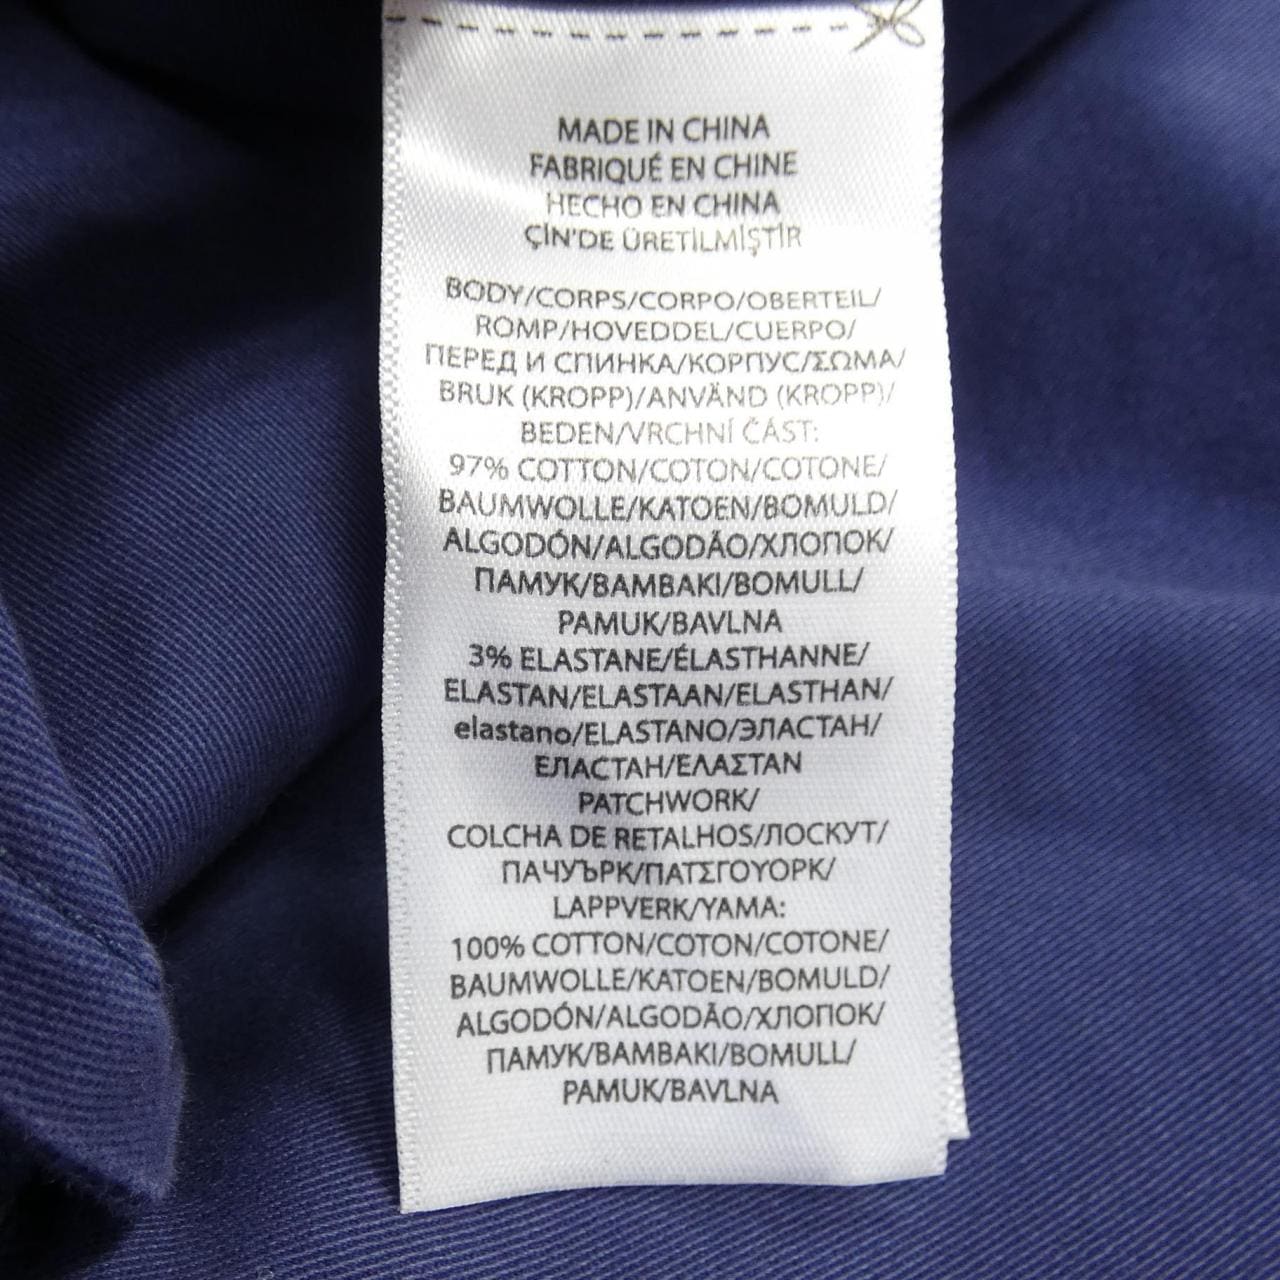 MADE IN CHINA
FABRIQUÉ EN CHINE
HECHO EN CHINA
ÇİN'DE ÜRETİLMİŞTİR
BODY/CORPS/CORPO/OBERTEIL/
ROMP/HOVEDDEL/CUERPO/
ПЕРЕД И СПИНКА/КОРПУС/ΣΩΜΑ/
BRUK (KROPP)/ANVÄND (KROPP)/
BEDEN/VRCHNÍ ČÁST:
97% COTTON/COTON/COTONE/
BAUMWOLLE/KATOEN/BOMULD/
ALGODÓN/ALGODÃO/ХЛОПОК/
ПАМУК/BAMBAKI/BOMULL/
PAMUK/BAVLNA
3% ELASTANE/ÉLASTHANNE/
ELASTAN/ELASTAAN/ELASTHAN/
elastano/ELASTANO/ЭЛАСТАН/
ЕЛАСТАН/ΕΛΑΣΤΑΝ
PATCHWORK/
COLCHA DE RETALHOS/ЛОСКУТ/
ПАЧУЪРК/ΠΑΤΣΓΟΥΟΡΚ/
LAPPVERK/YAMA:
100% COTTON/COTON/COTONE/
BAUMWOLLE/KATOEN/BOMULD/
ALGODÓN/ALGODÃO/ХЛОПОК/
ПАМУК/BAMBAKI/BOMULL/
PAMUK/BAVLNA